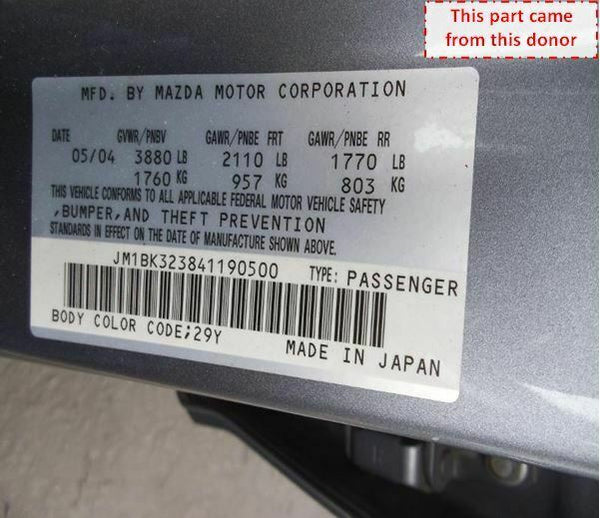 This part came
from this donor
MFD. BY MAZDA MOTOR CORPORATION
DATE GVWR/PNBV GAWR/PNBE FRT GAWR/PNBE RR
05/04 3880 LB 2110 LB 1770 LB
1760 KG 957 KG 803 KG
THIS VEHICLE CONFORMS TO ALL APPLICABLE FEDERAL MOTOR VEHICLE SAFETY
,BUMPER,AND THEFT PREVENTION
STANDARDS IN EFFECT ON THE DATE OF MANUFACTURE SHOWN ABOVE.
JM1BK323841190500 TYPE: PASSENGER
BODY COLOR CODE;29Y
MADE IN JAPAN